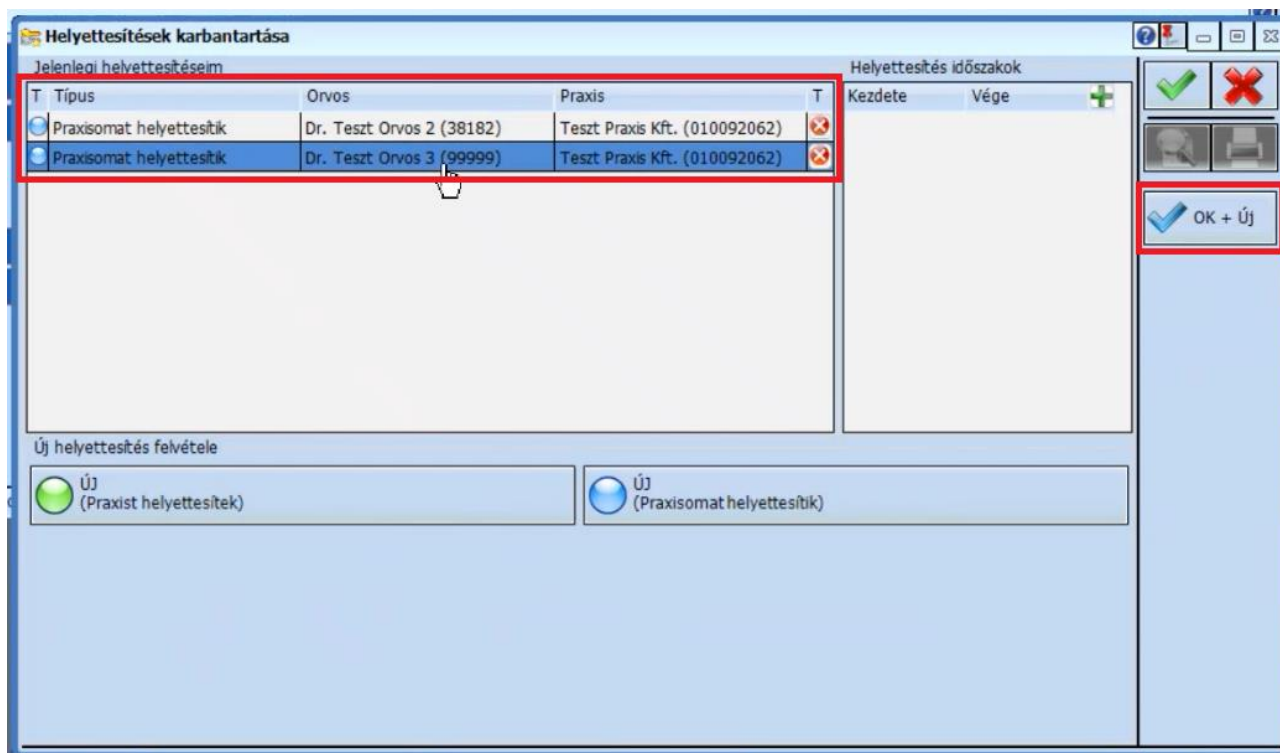 Helyettesítések karbantartása
Jelenlegi helyettesítéseim
Helyettesítés időszakok
T Típus Orvos Praxis T Kezdete Vége
Praxisomat helyettesítik Dr. Teszt Orvos 2 (38182) Teszt Praxis Kft. (010092062)
Praxisomat helyettesítik Dr. Teszt Orvos 3 (99999) Teszt Praxis Kft. (010092062)
OK + Új
Új helyettesítés felvétele
ÚJ
(Praxist helyettesítek)
ÚJ
(Praxisomat helyettesítik)